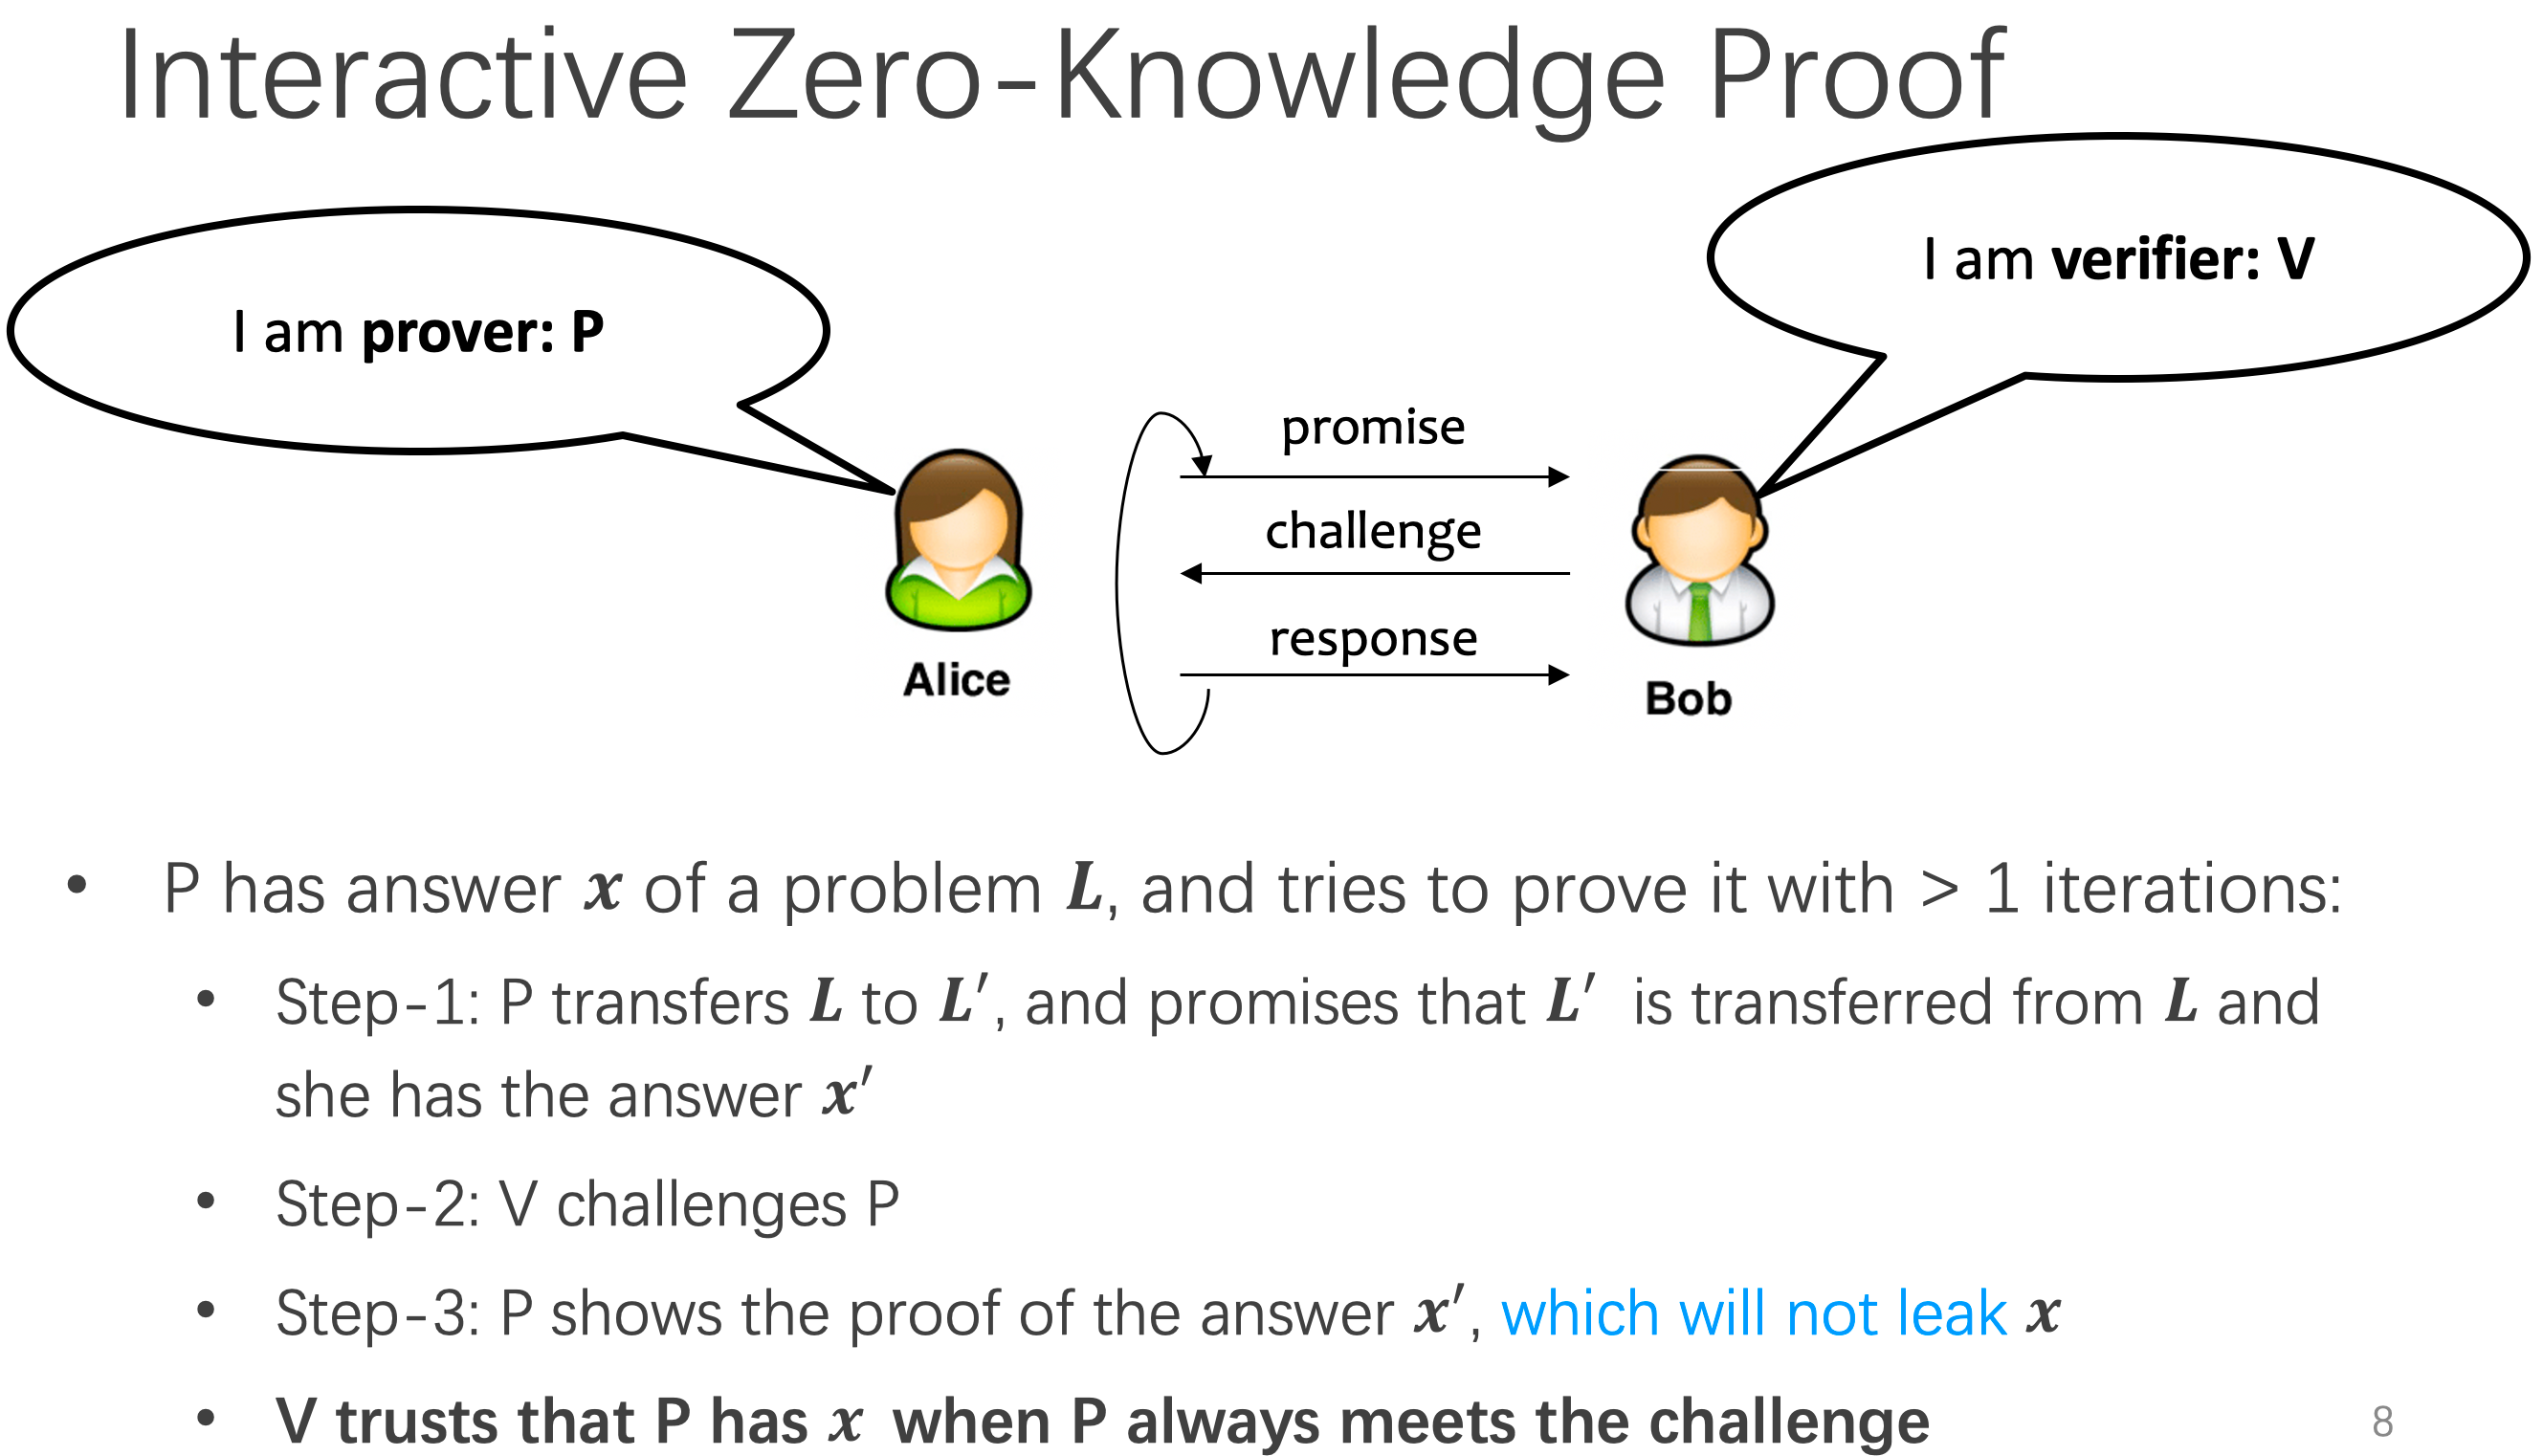 Interactive Zero-Knowledge Proof
I am prover: P
I am verifier: V
promise
challenge
response
Alice
Bob
• P has answer x of a problem L, and tries to prove it with > 1 iterations:
• Step-1: P transfers L to L′, and promises that L′ is transferred from L and
she has the answer x′
• Step-2: V challenges P
• Step-3: P shows the proof of the answer x′, which will not leak x
• V trusts that P has x when P always meets the challenge
8